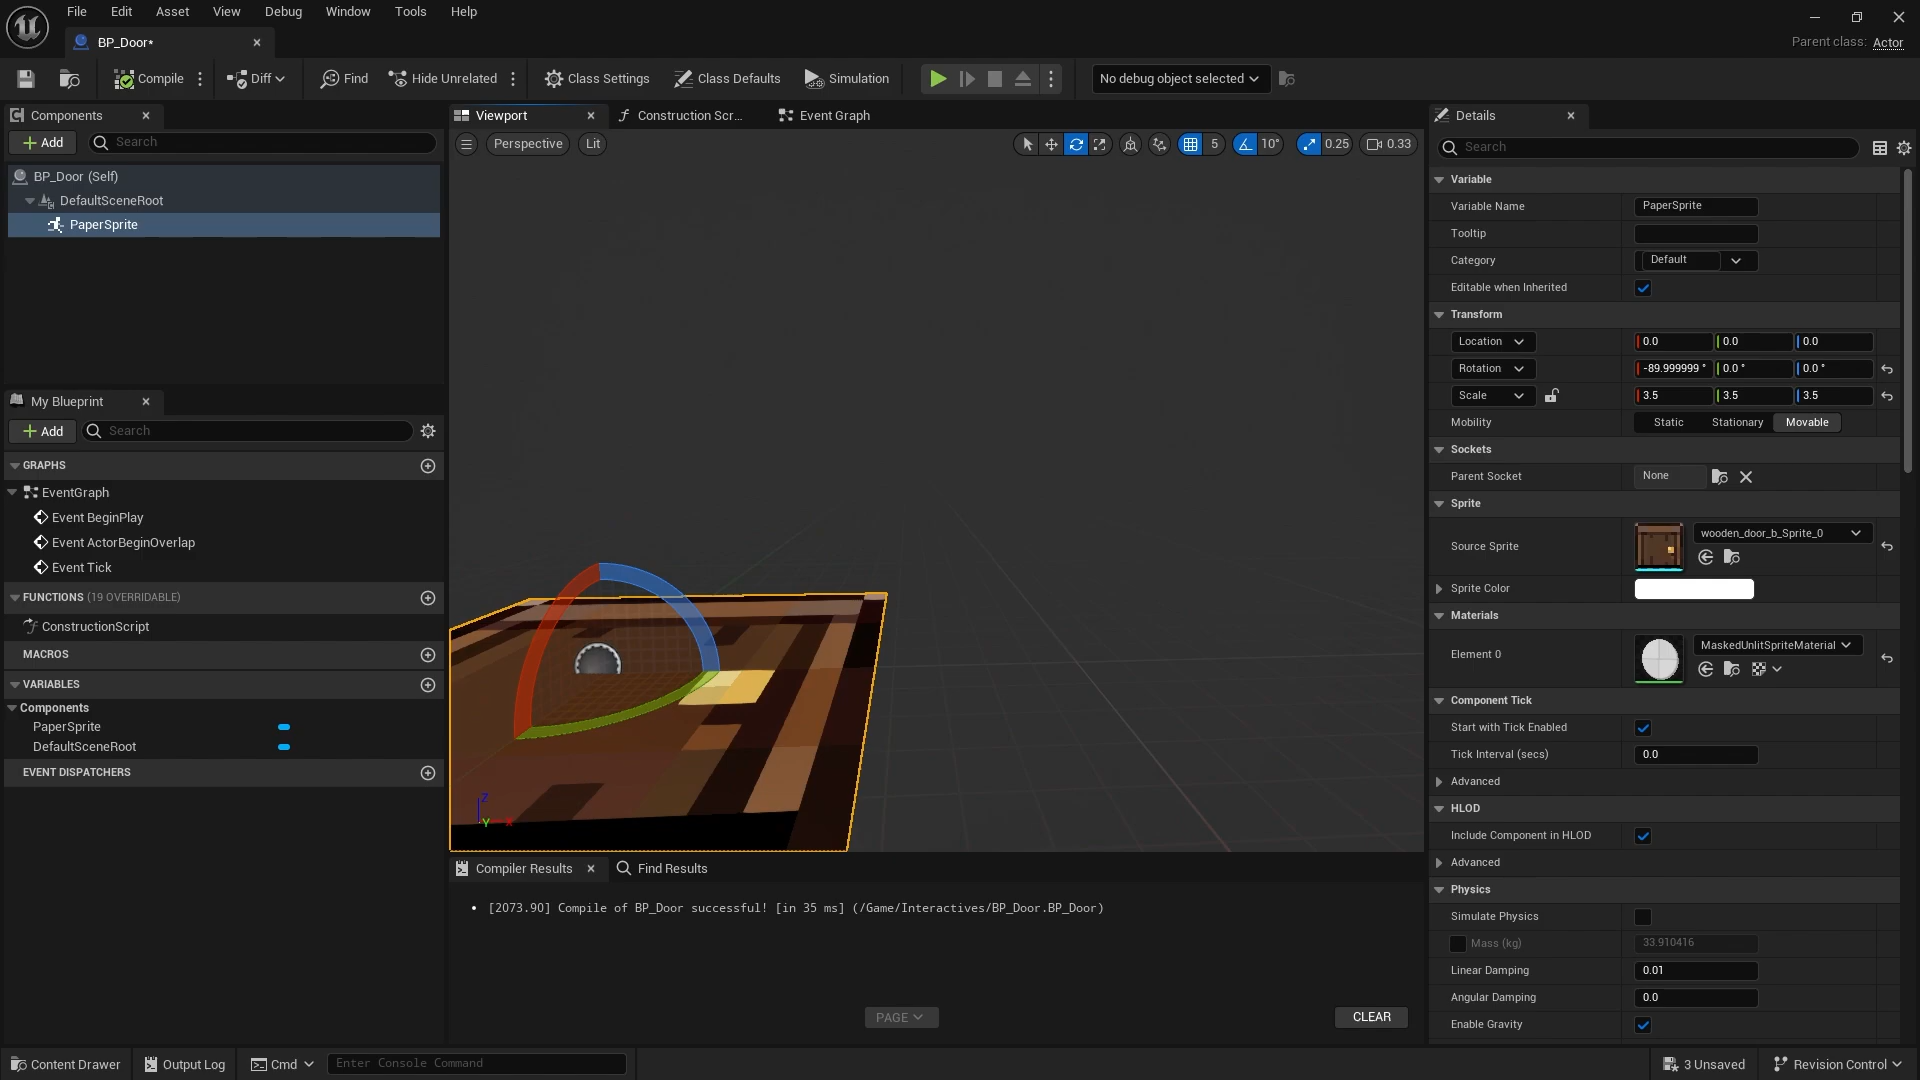 File Edit Asset View Debug Window Tools Help
BP_Door*
Parent class: Actor
Compile Diff Find Hide Unrelated Class Settings Class Defaults Simulation No debug object selected
Components
Add Search
BP_Door (Self)
DefaultSceneRoot
PaperSprite
My Blueprint
Add Search
GRAPHS
EventGraph
Event BeginPlay
Event ActorBeginOverlap
Event Tick
FUNCTIONS (19 OVERRIDABLE)
ConstructionScript
MACROS
VARIABLES
Components
PaperSprite
DefaultSceneRoot
EVENT DISPATCHERS
Viewport Construction Scr... Event Graph
Perspective Lit 5 10° 0.25 0.33
Z
Y X
Compiler Results Find Results
[2073.90] Compile of BP_Door successful! [in 35 ms] (/Game/Interactives/BP_Door.BP_Door)
PAGE CLEAR
Details
Search
Variable
Variable Name PaperSprite
Tooltip
Category Default
Editable when Inherited
Transform
Location 0.0 0.0 0.0
Rotation -89.999999 ° 0.0 ° 0.0 °
Scale 3.5 3.5 3.5
Mobility Static Stationary Movable
Sockets
Parent Socket None
Sprite
Source Sprite wooden_door_b_Sprite_0
Sprite Color
Materials
Element 0 MaskedUnlitSpriteMaterial
Component Tick
Start with Tick Enabled
Tick Interval (secs) 0.0
Advanced
HLOD
Include Component in HLOD
Advanced
Physics
Simulate Physics
Mass (kg) 33.910416
Linear Damping 0.01
Angular Damping 0.0
Enable Gravity
Content Drawer Output Log Cmd Enter Console Command 3 Unsaved Revision Control